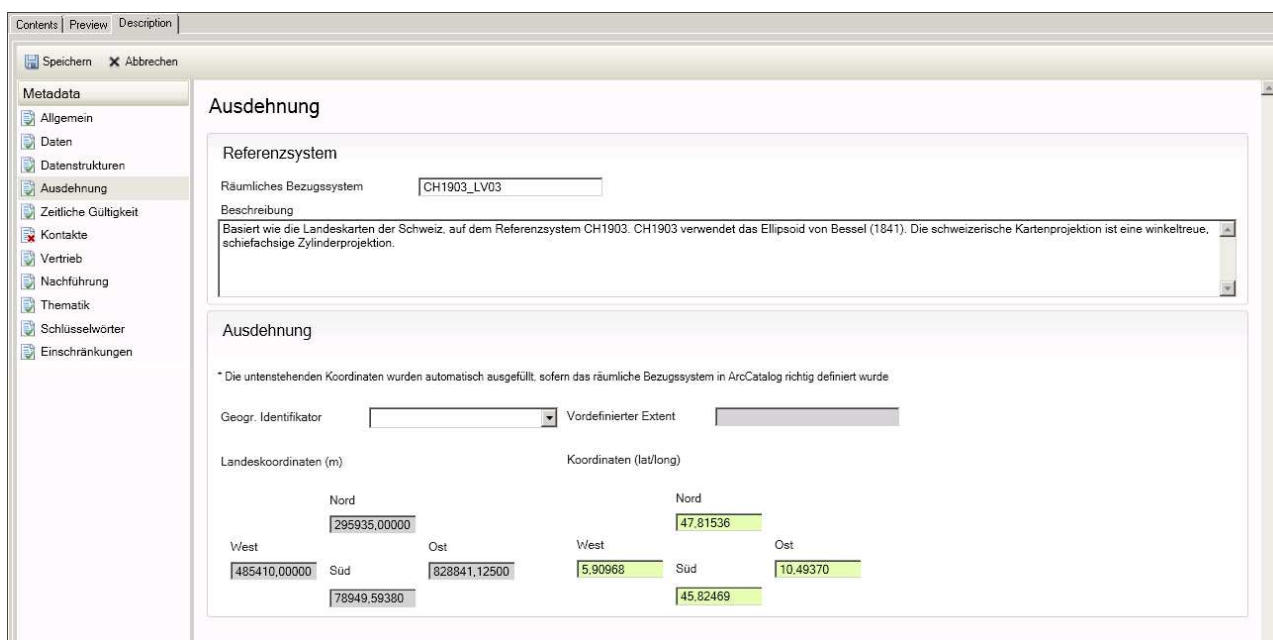 Contents Preview Description
Speichern Abbrechen
Metadata
Allgemein
Daten
Datenstrukturen
Ausdehnung
Zeitliche Gültigkeit
Kontakte
Vertrieb
Nachführung
Thematik
Schlüsselwörter
Einschränkungen
Ausdehnung
Referenzsystem
Räumliches Bezugssystem CH1903_LV03
Beschreibung
Basiert wie die Landeskarten der Schweiz, auf dem Referenzsystem CH1903. CH1903 verwendet das Ellipsoid von Bessel (1841). Die schweizerische Kartenprojektion ist eine winkeltreue,
schiefachsige Zylinderprojektion.
Ausdehnung
* Die untenstehenden Koordinaten wurden automatisch ausgefüllt, sofern das räumliche Bezugssystem in ArcCatalog richtig definiert wurde
Geogr. Identifikator Vordefinierter Extent
Landeskoordinaten (m) Koordinaten (lat/long)
Nord Nord
295935,00000 47,81536
West Ost West Ost
485410,00000 Süd 828841,12500 5,90968 Süd 10,49370
78949,59380 45,82469